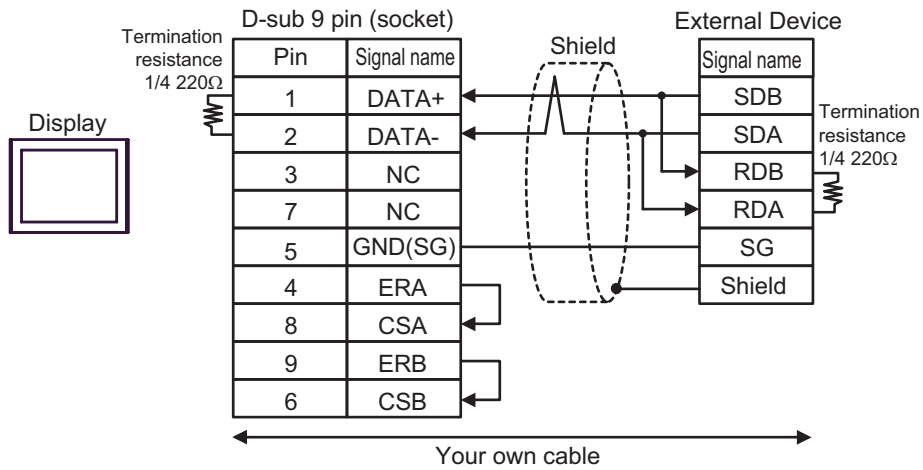 D-sub 9 pin (socket)
External Device
Termination
resistance
1/4 220Ω
Shield
Pin
Signal name
Signal name
1
DATA+
SDB
2
DATA-
SDA
3
NC
RDB
7
NC
RDA
5
GND(SG)
SG
4
ERA
Shield
8
CSA
9
ERB
6
CSB
Display
Termination
resistance
1/4 220Ω
Your own cable